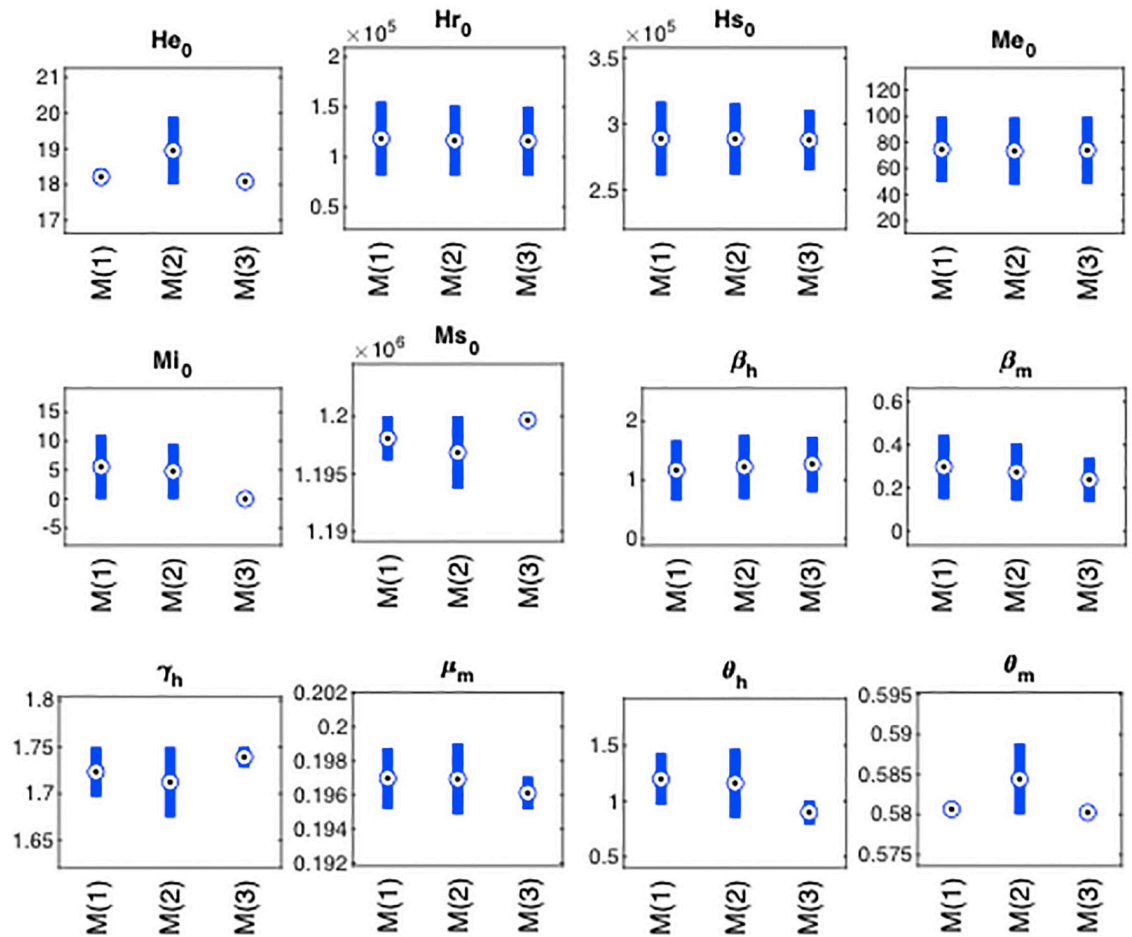 He₀
21
20
19
18
17
M(1)
M(2)
M(3)
Hr₀
×10⁵
2
1.5
1
0.5
M(1)
M(2)
M(3)
Hs₀
×10⁵
3.5
3
2.5
M(1)
M(2)
M(3)
Me₀
120
100
80
60
40
20
M(1)
M(2)
M(3)
Mi₀
15
10
5
0
-5
M(1)
M(2)
M(3)
Ms₀
×10⁶
1.2
1.195
1.19
M(1)
M(2)
M(3)
βₕ
2
1
0
M(1)
M(2)
M(3)
βₘ
0.6
0.4
0.2
0
M(1)
M(2)
M(3)
γₕ
1.8
1.75
1.7
1.65
M(1)
M(2)
M(3)
μₘ
0.202
0.2
0.198
0.196
0.194
0.192
M(1)
M(2)
M(3)
θₕ
1.5
1
0.5
M(1)
M(2)
M(3)
θₘ
0.595
0.59
0.585
0.58
0.575
M(1)
M(2)
M(3)